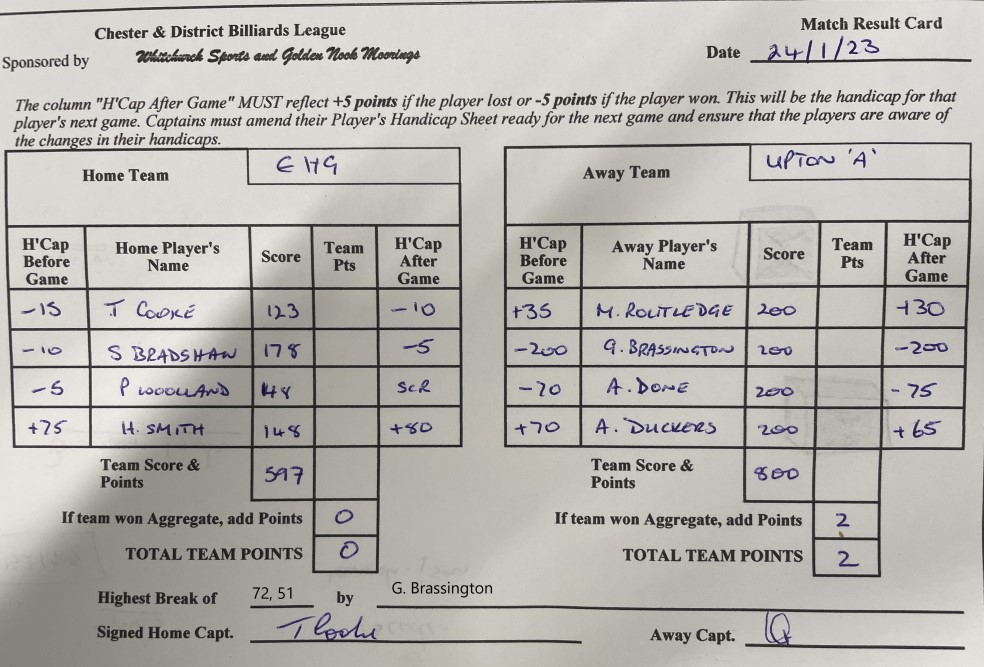 Chester & District Billiards League
Match Result Card
Sponsored by Whitchurch Sports and Golden Nook Moorings
Date 24/1/23
The column "H'Cap After Game" MUST reflect +5 points if the player lost or -5 points if the player won. This will be the handicap for that
player's next game. Captains must amend their Player's Handicap Sheet ready for the next game and ensure that the players are aware of
the changes in their handicaps.
Home Team EHG
H'Cap Before Game Home Player's Name Score Team Pts H'Cap After Game
-15 T COOKE 123 -10
-10 S BRADSHAW 178 -5
-5 P WOOLLAND 148 SCR
+75 H. SMITH 148 +80
Team Score & Points 597
If team won Aggregate, add Points 0
TOTAL TEAM POINTS 0
Away Team UPTON 'A'
H'Cap Before Game Away Player's Name Score Team Pts H'Cap After Game
+35 M. ROUTLEDGE 200 +30
-200 G. BRASSINGTON 200 -200
-70 A. DONE 200 -75
+70 A. DUCKERS 200 +65
Team Score & Points 800
If team won Aggregate, add Points 2
TOTAL TEAM POINTS 2
Highest Break of 72, 51 by G. Brassington
Signed Home Capt. T Cooke
Away Capt.